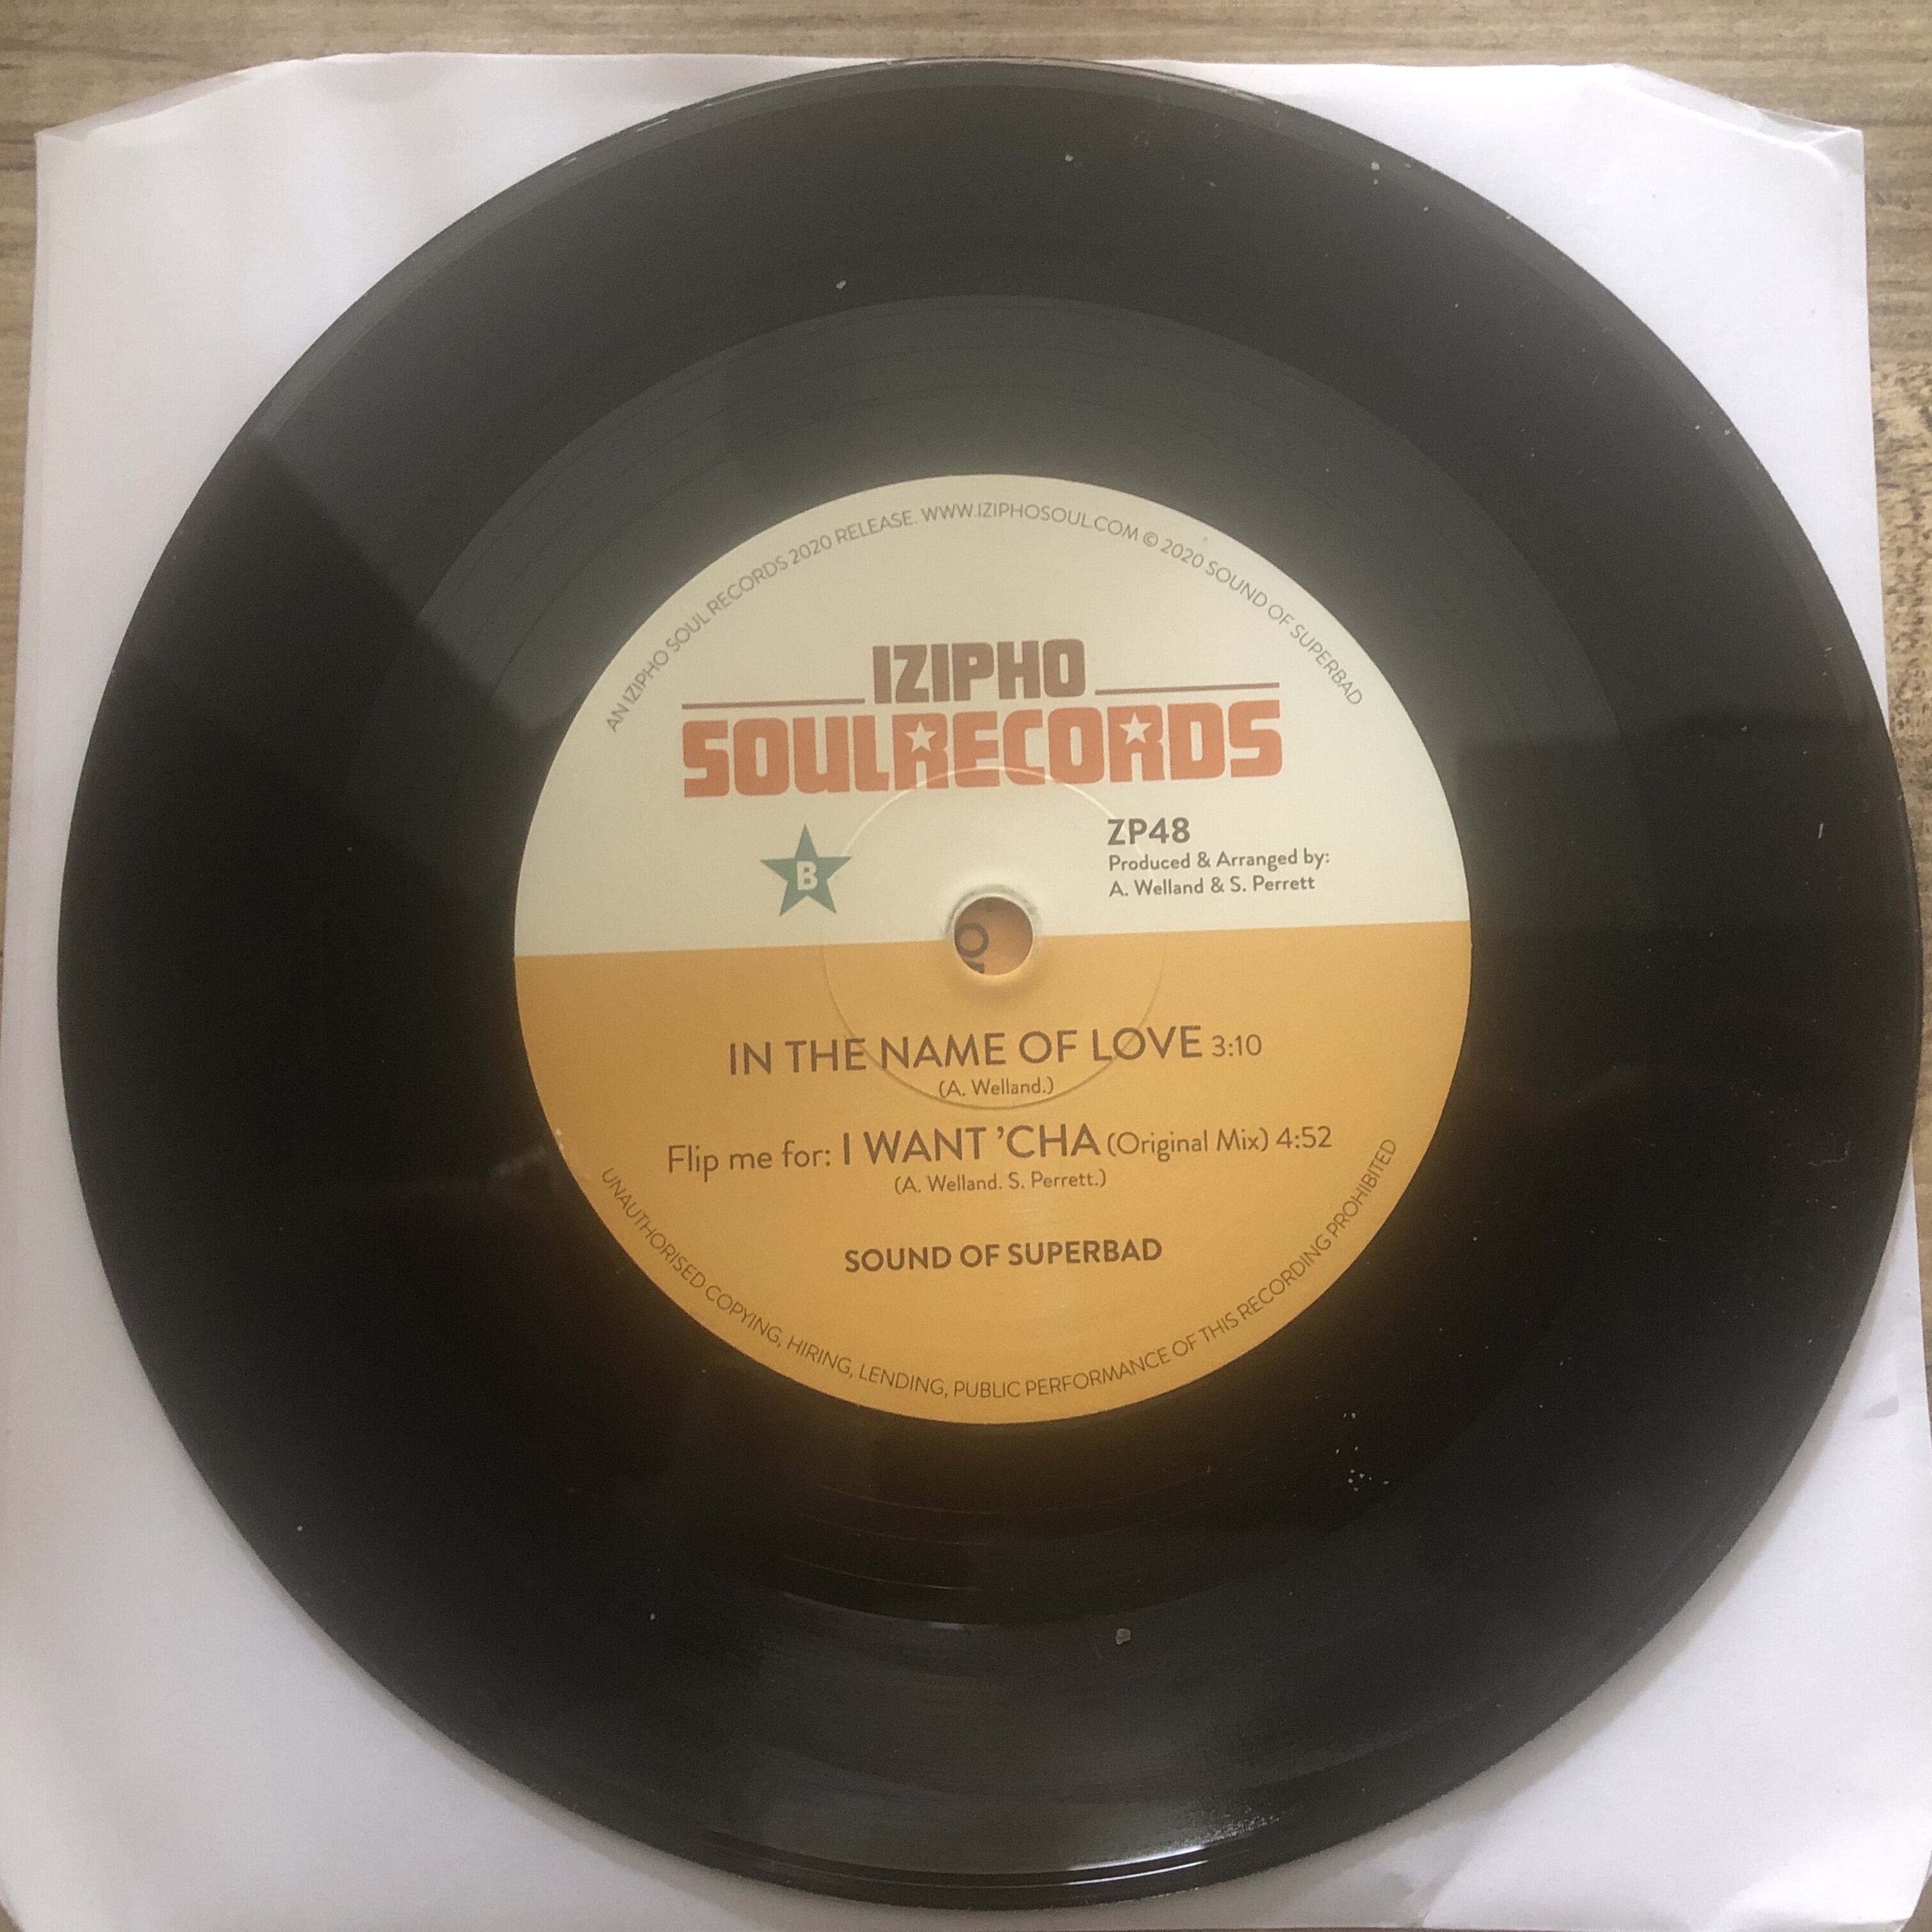 AN IZIPHO SOUL RECORDS 2020 RELEASE. WWW.IZIPHOSOUL.COM © 2020 SOUND OF SUPERBAD
IZIPHO
SOULRECORDS
B
ZP48
Produced & Arranged by:
A. Welland & S. Perrett
IN THE NAME OF LOVE 3:10
(A. Welland.)
Flip me for: I WANT ’CHA (Original Mix) 4:52
(A. Welland. S. Perrett.)
SOUND OF SUPERBAD
UNAUTHORISED COPYING, HIRING, LENDING, PUBLIC PERFORMANCE OF THIS RECORDING PROHIBITED